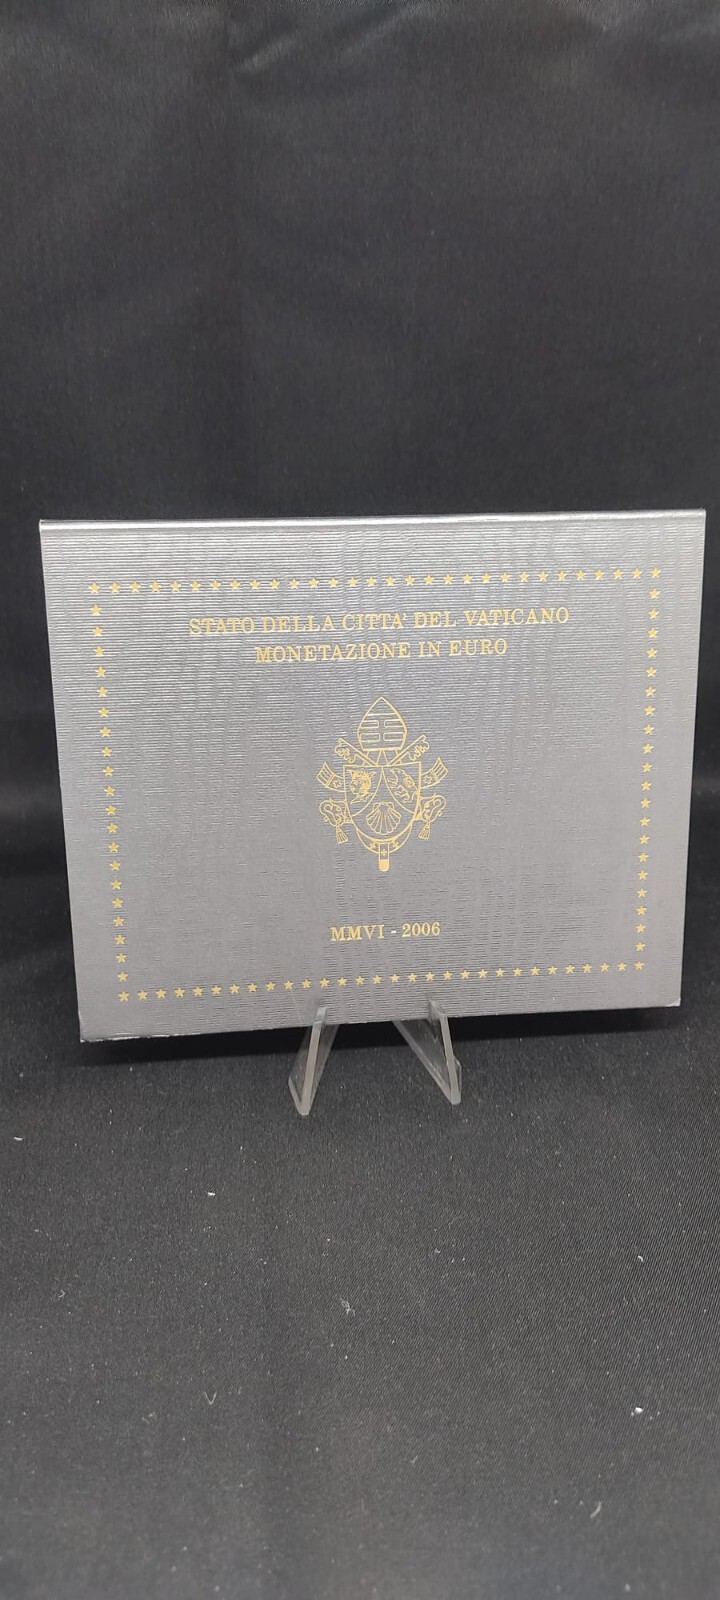 STATO DELLA CITTA' DEL VATICANO
MONETAZIONE IN EURO
MMVI - 2006